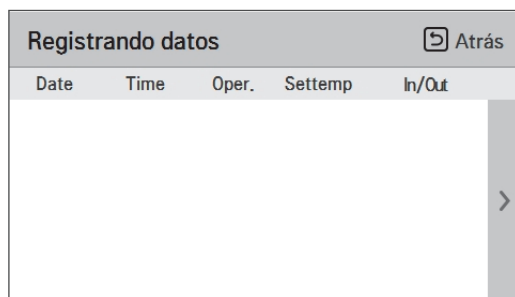 Registrando datos Atrás
Date Time Oper. Settemp In/Out